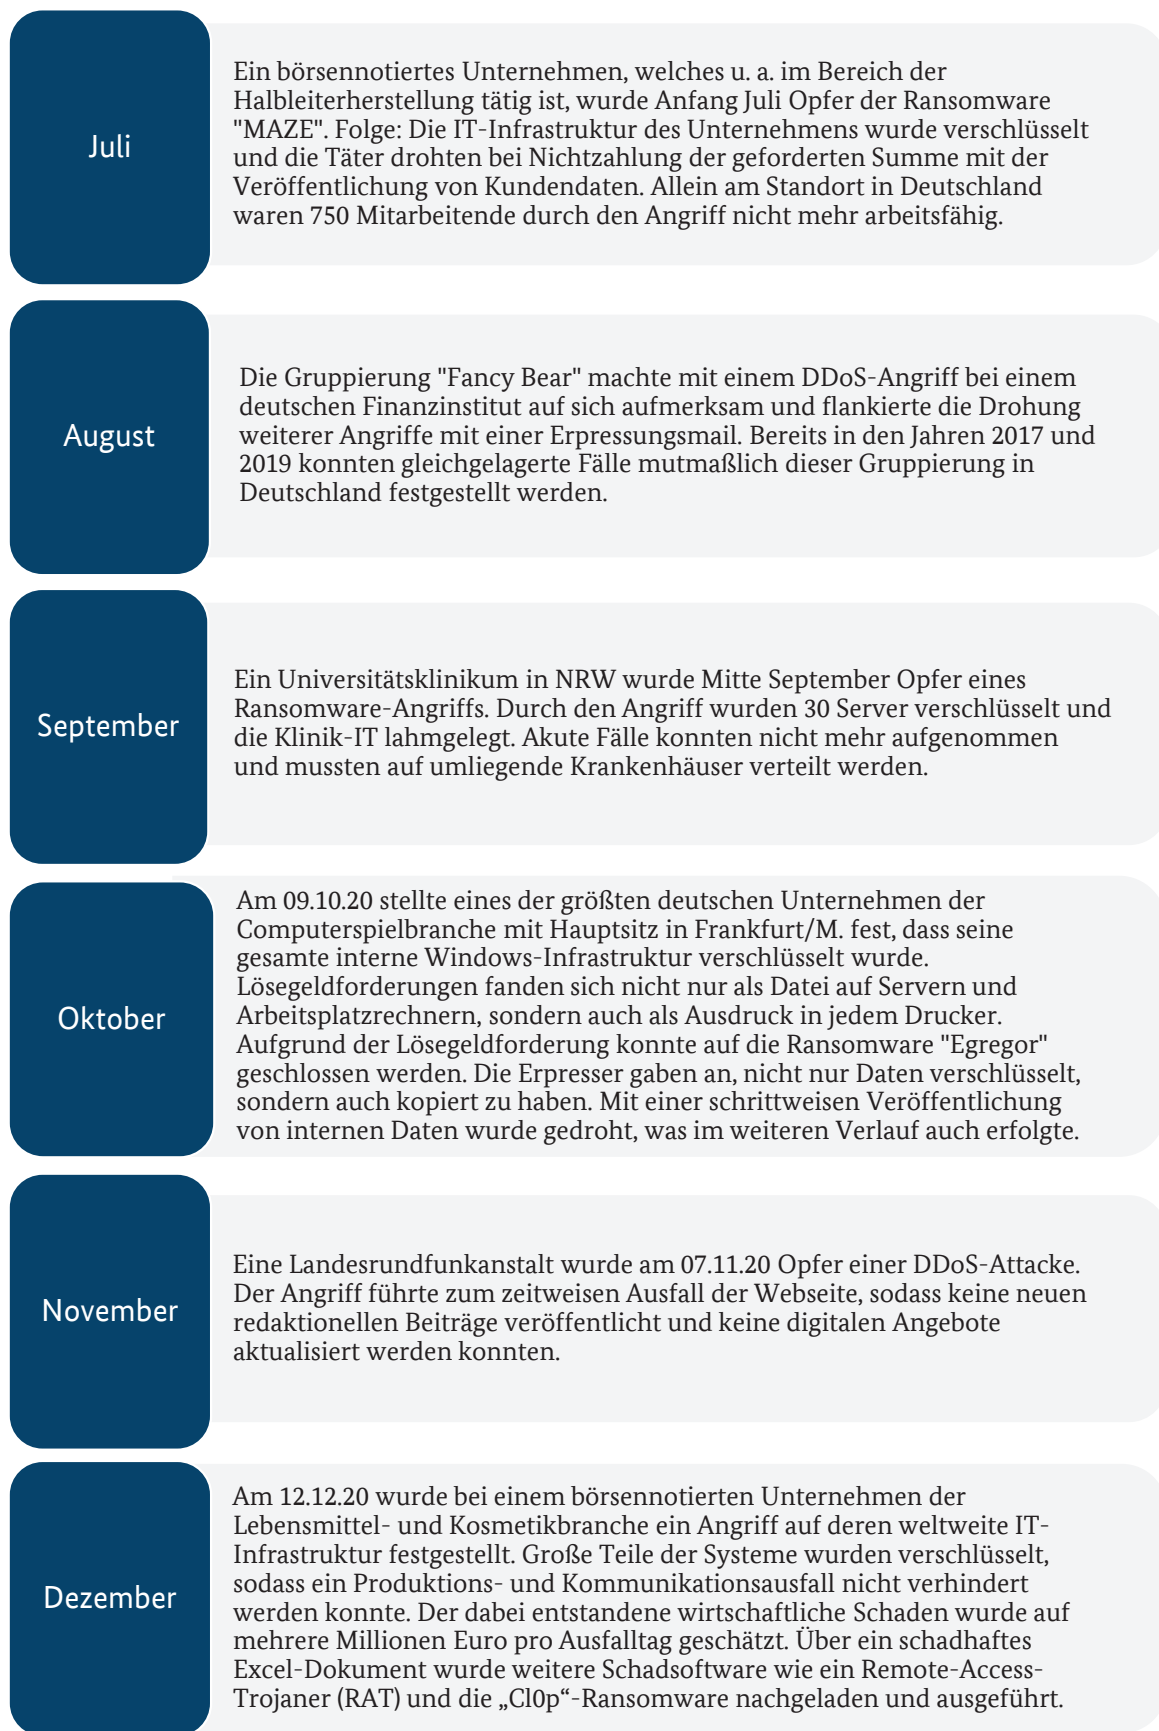 Juli
Ein börsennotiertes Unternehmen, welches u. a. im Bereich der
Halbleiterherstellung tätig ist, wurde Anfang Juli Opfer der Ransomware
"MAZE". Folge: Die IT-Infrastruktur des Unternehmens wurde verschlüsselt
und die Täter drohten bei Nichtzahlung der geforderten Summe mit der
Veröffentlichung von Kundendaten. Allein am Standort in Deutschland
waren 750 Mitarbeitende durch den Angriff nicht mehr arbeitsfähig.
August
Die Gruppierung "Fancy Bear" machte mit einem DDoS-Angriff bei einem
deutschen Finanzinstitut auf sich aufmerksam und flankierte die Drohung
weiterer Angriffe mit einer Erpressungsmail. Bereits in den Jahren 2017 und
2019 konnten gleichgelagerte Fälle mutmaßlich dieser Gruppierung in
Deutschland festgestellt werden.
September
Ein Universitätsklinikum in NRW wurde Mitte September Opfer eines
Ransomware-Angriffs. Durch den Angriff wurden 30 Server verschlüsselt und
die Klinik-IT lahmgelegt. Akute Fälle konnten nicht mehr aufgenommen
und mussten auf umliegende Krankenhäuser verteilt werden.
Oktober
Am 09.10.20 stellte eines der größten deutschen Unternehmen der
Computerspielbranche mit Hauptsitz in Frankfurt/M. fest, dass seine
gesamte interne Windows-Infrastruktur verschlüsselt wurde.
Lösegeldforderungen fanden sich nicht nur als Datei auf Servern und
Arbeitsplatzrechnern, sondern auch als Ausdruck in jedem Drucker.
Aufgrund der Lösegeldforderung konnte auf die Ransomware "Egregor"
geschlossen werden. Die Erpresser gaben an, nicht nur Daten verschlüsselt,
sondern auch kopiert zu haben. Mit einer schrittweisen Veröffentlichung
von internen Daten wurde gedroht, was im weiteren Verlauf auch erfolgte.
November
Eine Landesrundfunkanstalt wurde am 07.11.20 Opfer einer DDoS-Attacke.
Der Angriff führte zum zeitweisen Ausfall der Webseite, sodass keine neuen
redaktionellen Beiträge veröffentlicht und keine digitalen Angebote
aktualisiert werden konnten.
Dezember
Am 12.12.20 wurde bei einem börsennotierten Unternehmen der
Lebensmittel- und Kosmetikbranche ein Angriff auf deren weltweite IT-
Infrastruktur festgestellt. Große Teile der Systeme wurden verschlüsselt,
sodass ein Produktions- und Kommunikationsausfall nicht verhindert
werden konnte. Der dabei entstandene wirtschaftliche Schaden wurde auf
mehrere Millionen Euro pro Ausfalltag geschätzt. Über ein schadhaftes
Excel-Dokument wurde weitere Schadsoftware wie ein Remote-Access-
Trojaner (RAT) und die „Cl0p“-Ransomware nachgeladen und ausgeführt.